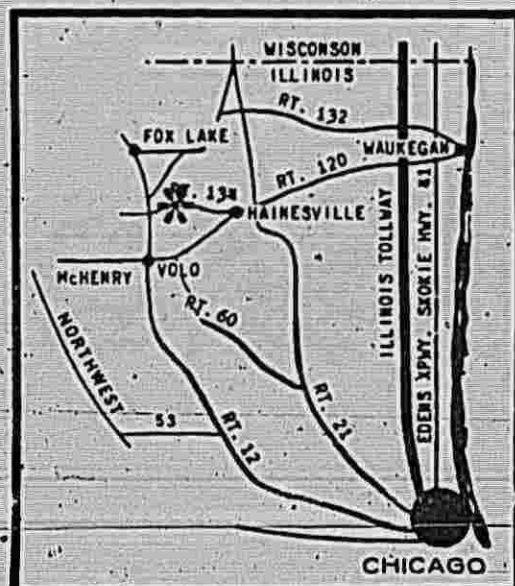 WISCONSON
ILLINOIS
RT. 132
FOX LAKE
WAUKEGAN
RT. 120
RT. 134
HAINESVILLE
ILLINOIS TOLLWAY
EDENS XPWY. SKOKIE HWY. 41
McHENRY
VOLO
RT. 60
NORTHWEST
53
RT. 12
RT. 21
CHICAGO